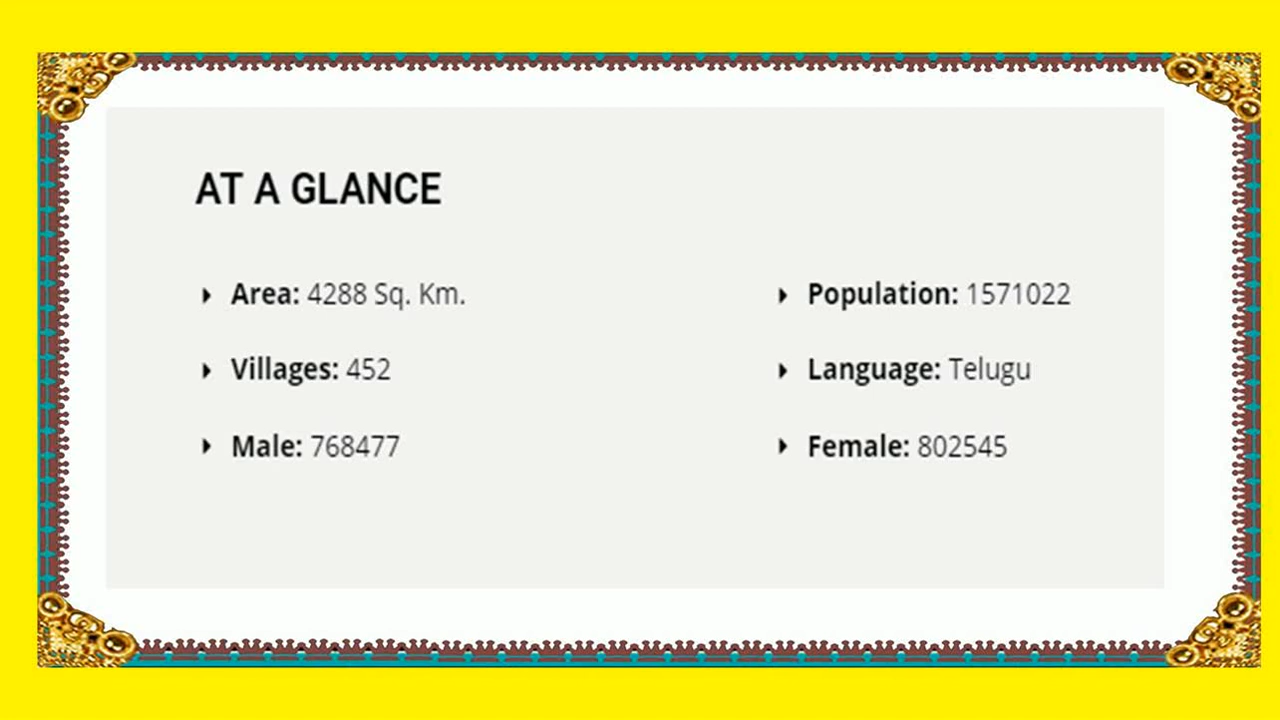 AT A GLANCE
Area: 4288 Sq. Km.
Population: 1571022
Villages: 452
Language: Telugu
Male: 768477
Female: 802545